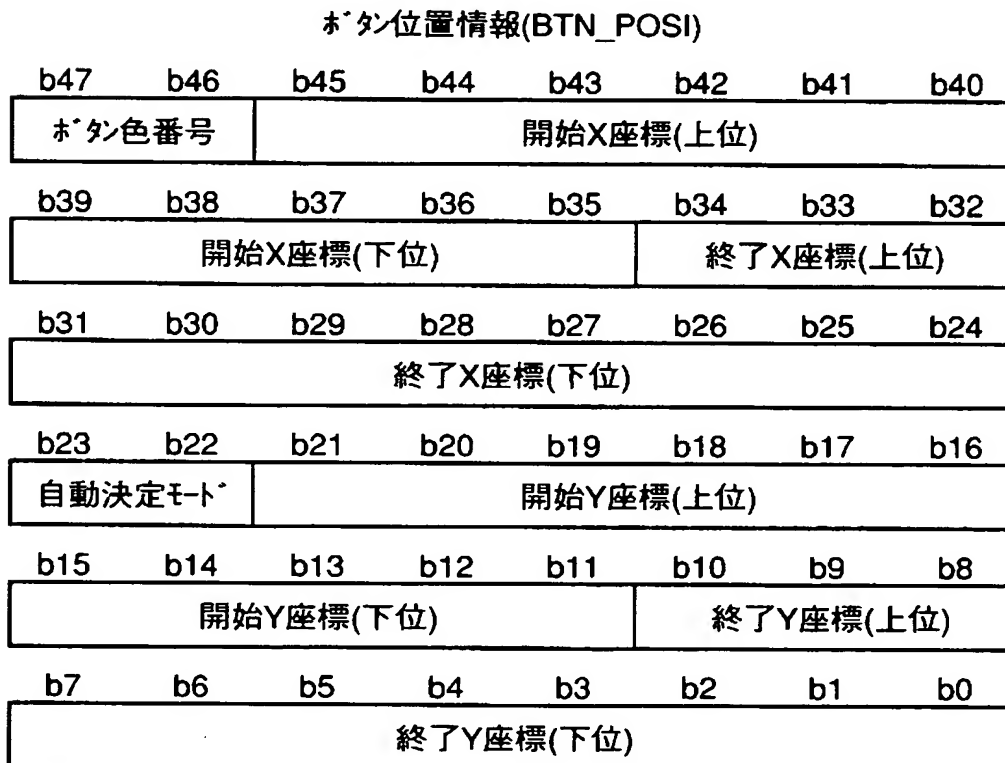 ﾎﾞﾀﾝ位置情報(BTN_POSI)
b47 b46 b45 b44 b43 b42 b41 b40
ﾎﾞﾀﾝ色番号 開始X座標(上位)
b39 b38 b37 b36 b35 b34 b33 b32
開始X座標(下位) 終了X座標(上位)
b31 b30 b29 b28 b27 b26 b25 b24
終了X座標(下位)
b23 b22 b21 b20 b19 b18 b17 b16
自動決定ﾓｰﾄﾞ 開始Y座標(上位)
b15 b14 b13 b12 b11 b10 b9 b8
開始Y座標(下位) 終了Y座標(上位)
b7 b6 b5 b4 b3 b2 b1 b0
終了Y座標(下位)